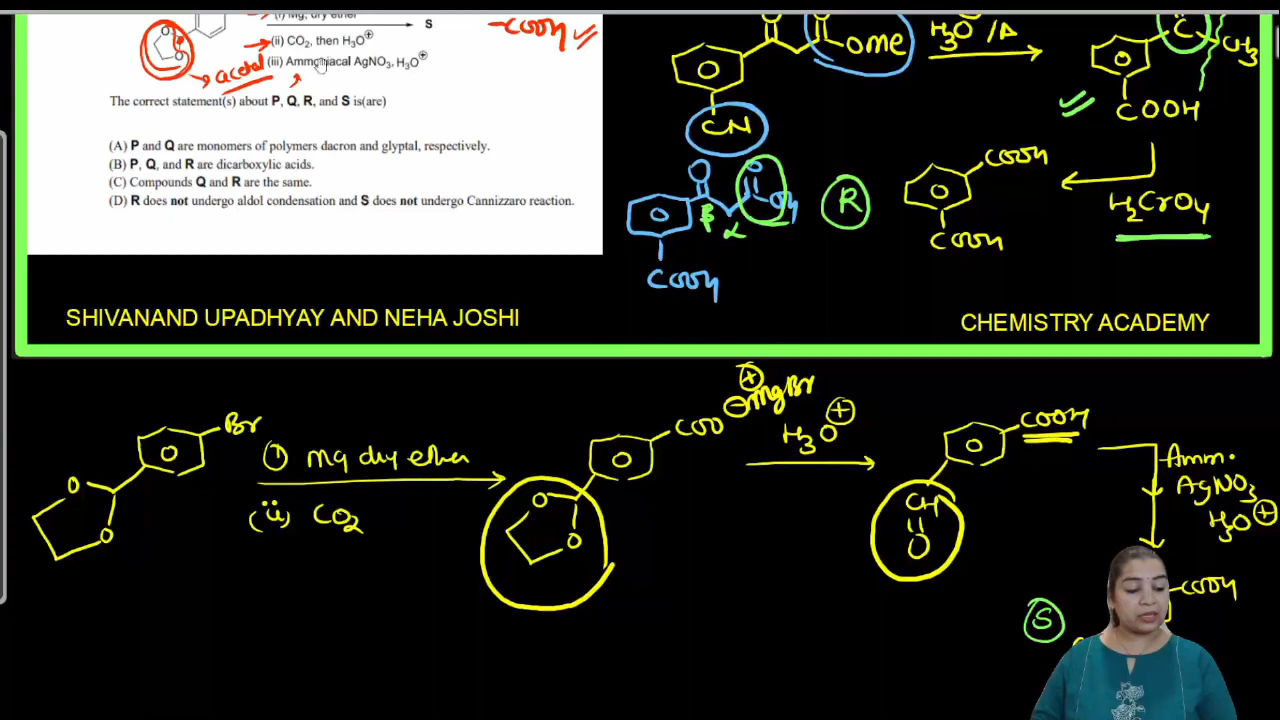 (i) Mg, dry ether
S
(ii) CO₂, then H₃O⊕
(iii) Ammoniacal AgNO₃, H₃O⊕
acetal
-COOH
The correct statement(s) about P, Q, R, and S is(are)
(A) P and Q are monomers of polymers dacron and glyptal, respectively.
(B) P, Q, and R are dicarboxylic acids.
(C) Compounds Q and R are the same.
(D) R does not undergo aldol condensation and S does not undergo Cannizzaro reaction.
OMe
CN
H₃O⊕/Δ
C
CH₃
COOH
H₂CrO₄
COOH
COOH
R
β α
OH
COOH
SHIVANAND UPADHYAY AND NEHA JOSHI
CHEMISTRY ACADEMY
Br
O
O
① Mg dry ether
(ii) CO₂
COO⊖ ⊕MgBr
O
O
H₃O⊕
COOH
CH
O
Amm.
AgNO₃
H₃O⊕
COOH
S